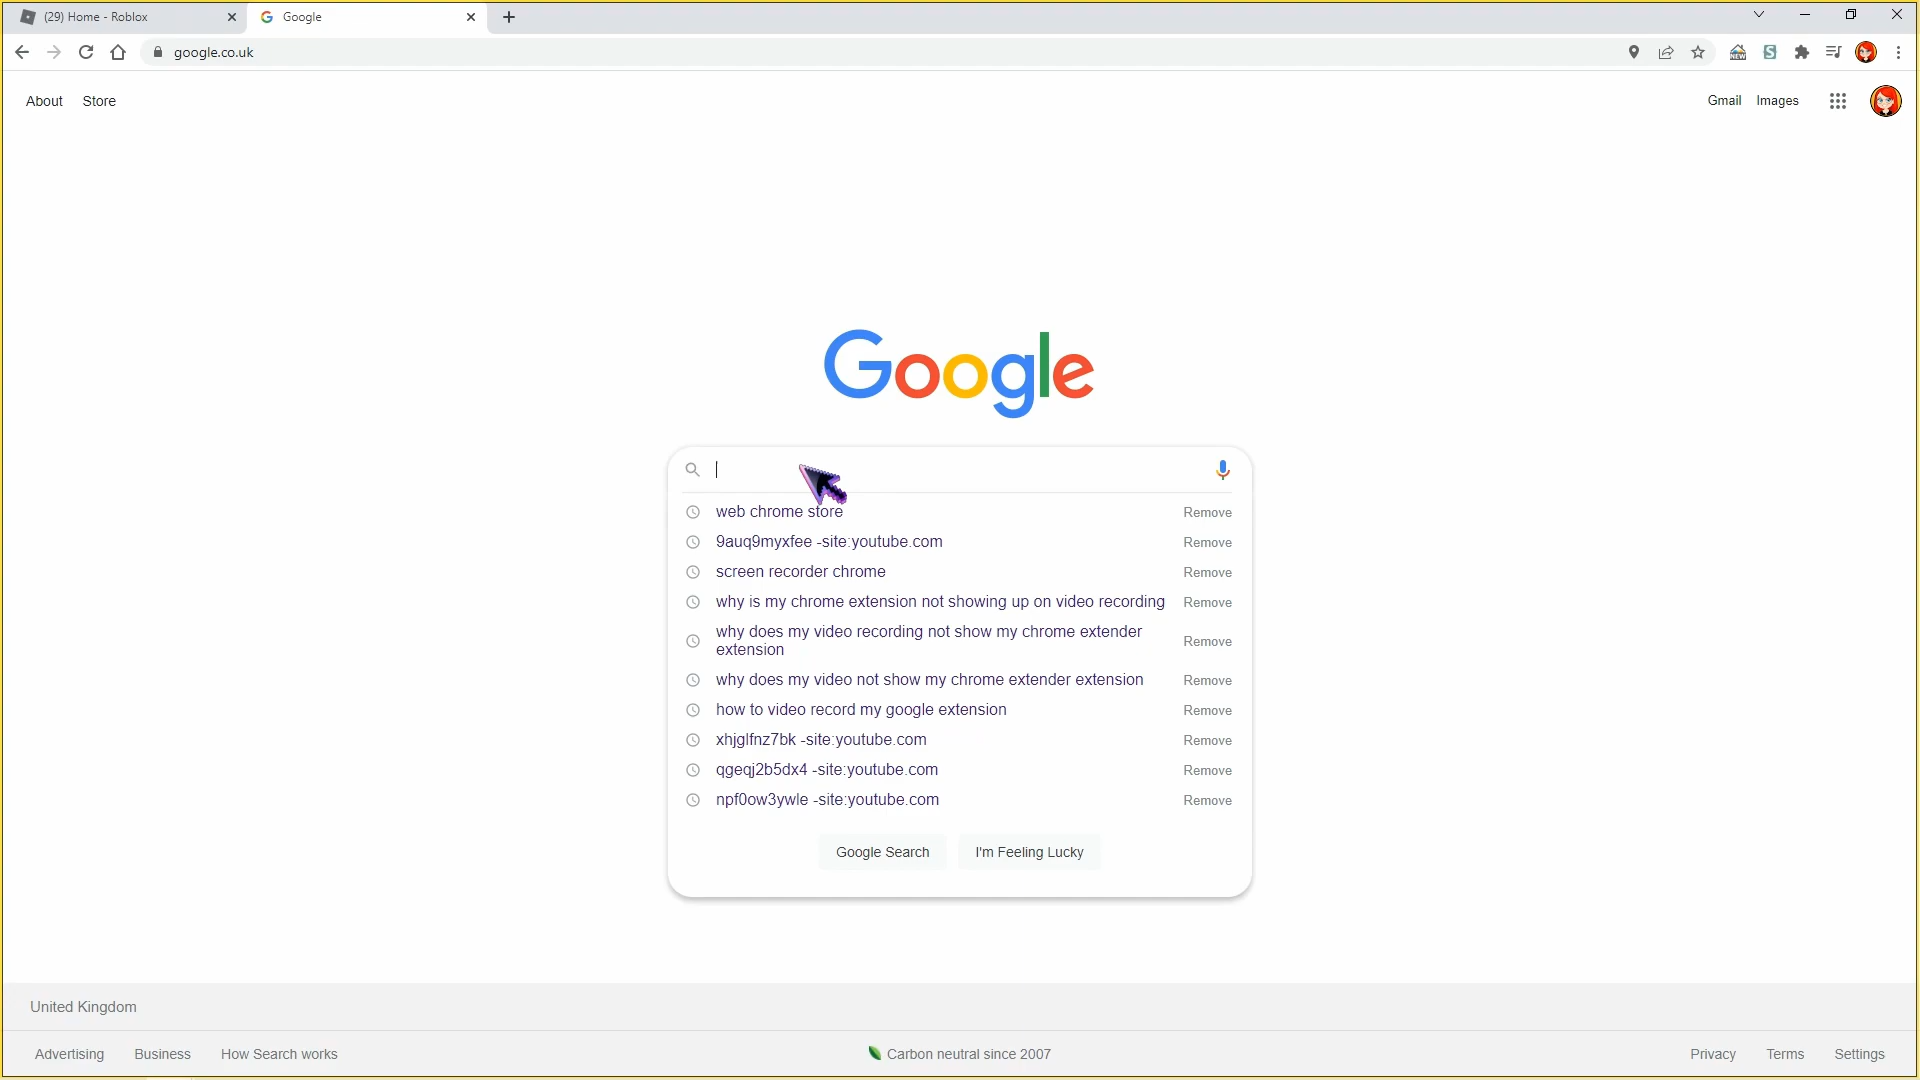 (29) Home - Roblox
Google
google.co.uk
NEW
S
About Store
Gmail Images
Google
web chrome store Remove
9auq9myxfee -site:youtube.com Remove
screen recorder chrome Remove
why is my chrome extension not showing up on video recording Remove
why does my video recording not show my chrome extender
extension Remove
why does my video not show my chrome extender extension Remove
how to video record my google extension Remove
xhjglfnz7bk -site:youtube.com Remove
qgeqj2b5dx4 -site:youtube.com Remove
npf0ow3ywle -site:youtube.com Remove
Google Search I'm Feeling Lucky
United Kingdom
Advertising Business How Search works Carbon neutral since 2007 Privacy Terms Settings